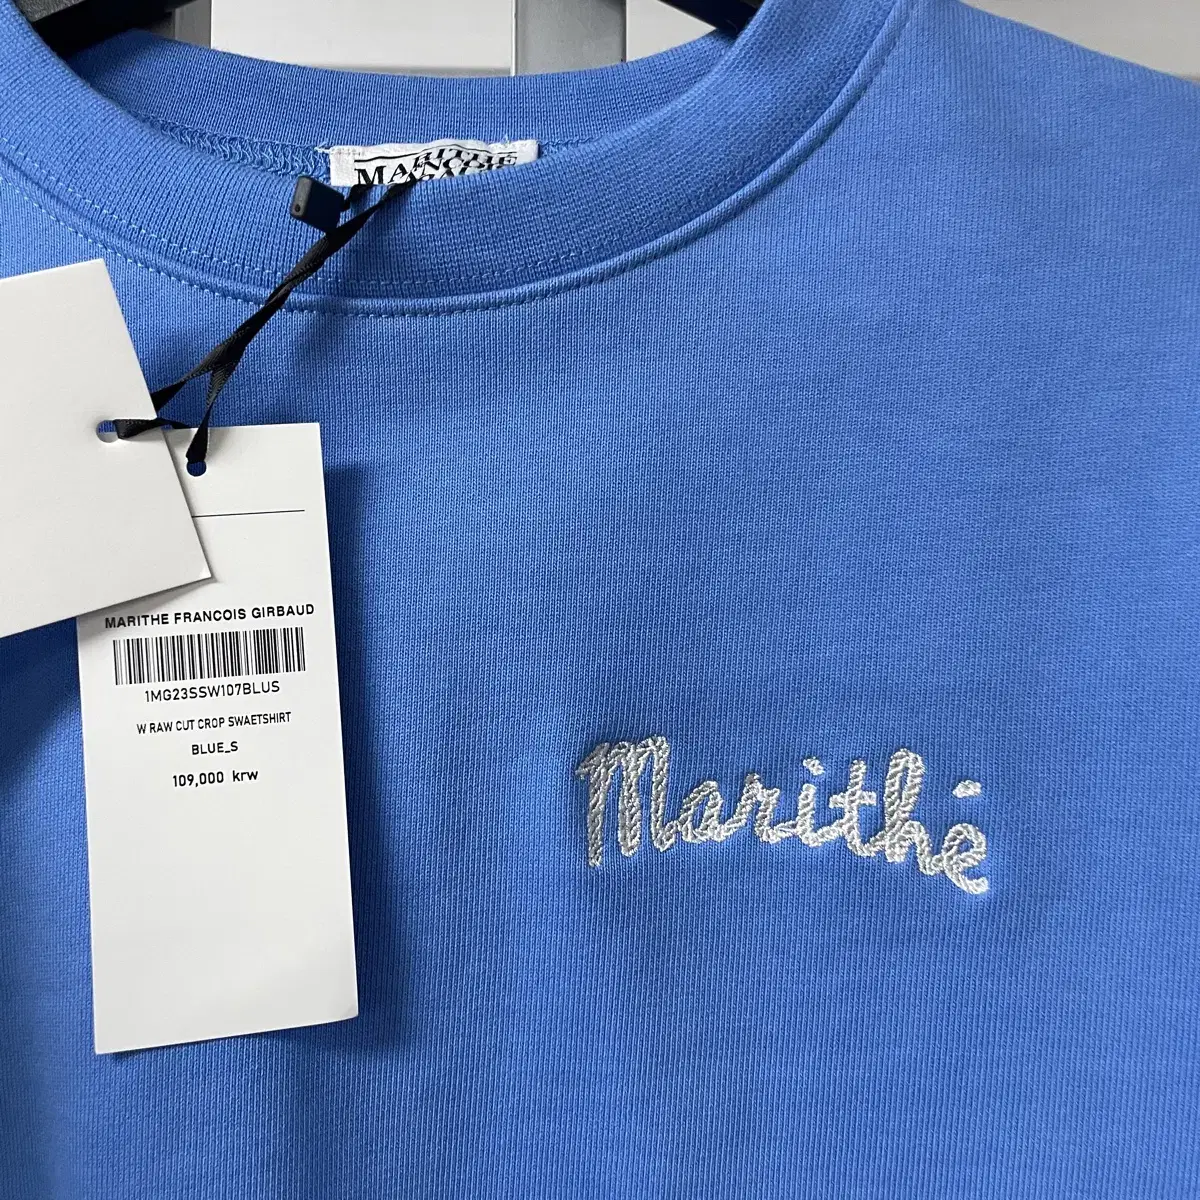 MARITHE FRANCOIS GIRBAUD
1MG23SSW107BLUS
W RAW CUT CROP SWAETSHIRT
BLUE_S
109,000 krw
Marithé